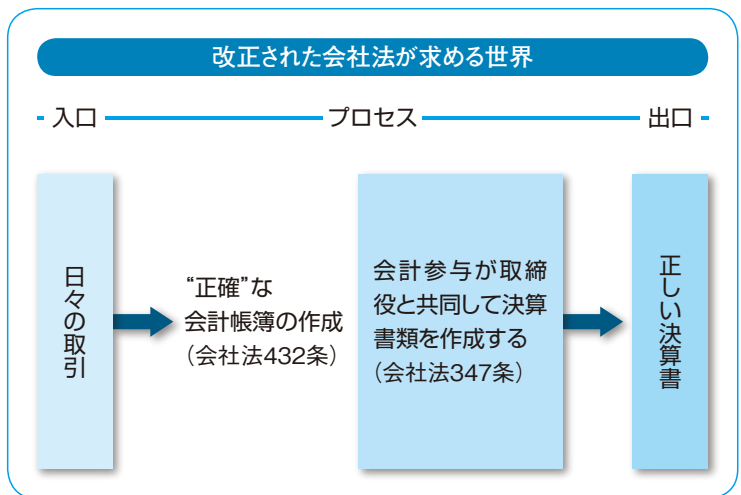 改正された会社法が求める世界
入口
プロセス
出口
日々の取引
“正確”な
会計帳簿の作成
（会社法432条）
会計参与が取締
役と共同して決算
書類を作成する
（会社法347条）
正しい決算書